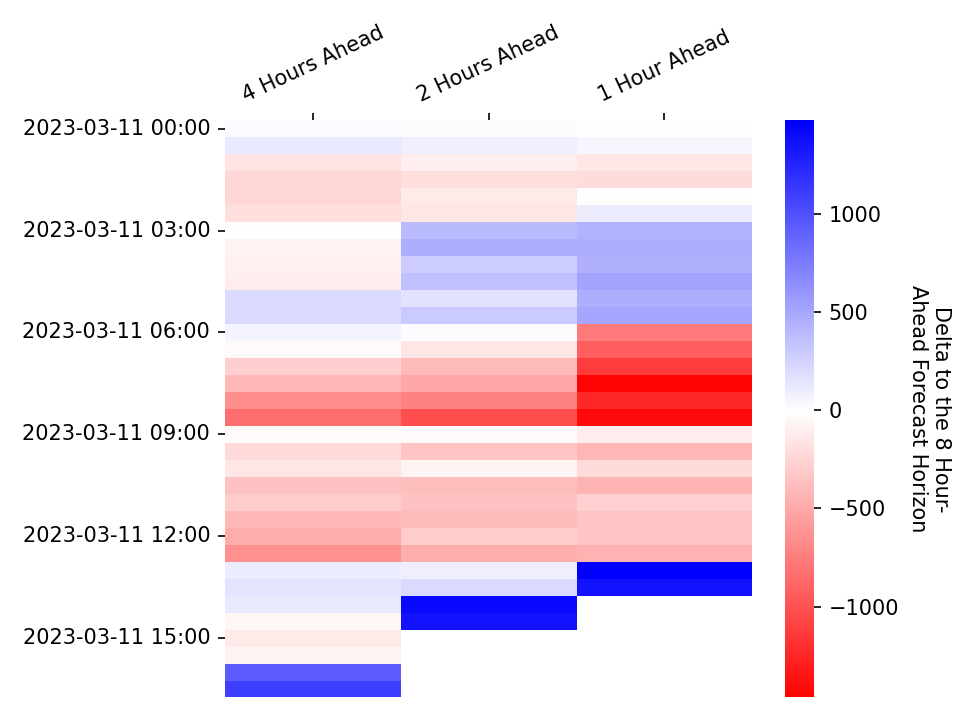 4 Hours Ahead
2 Hours Ahead
1 Hour Ahead
2023-03-11 00:00
2023-03-11 03:00
2023-03-11 06:00
2023-03-11 09:00
2023-03-11 12:00
2023-03-11 15:00
1000
500
0
−500
−1000
Delta to the 8 Hour-
Ahead Forecast Horizon